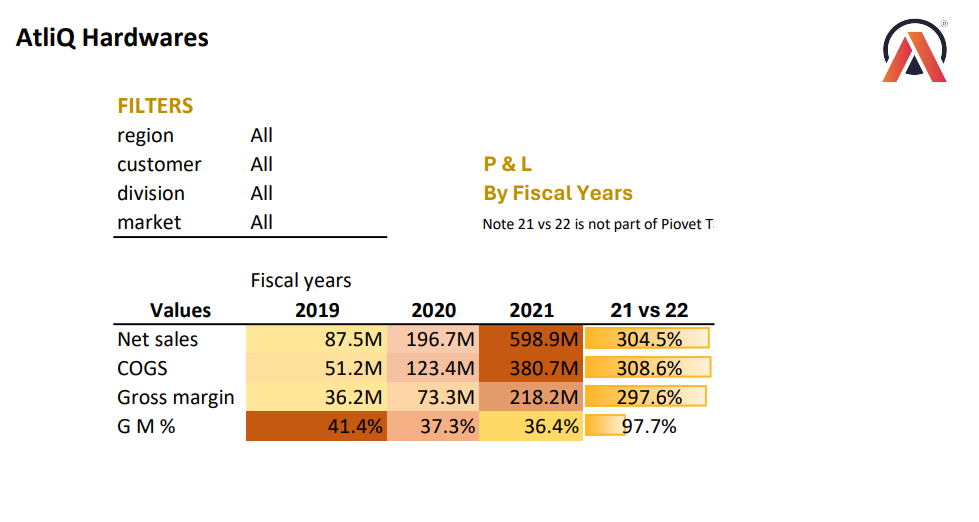 AtliQ Hardwares
FILTERS
region All
customer All
division All
market All
P & L
By Fiscal Years
Note 21 vs 22 is not part of Piovet T
Fiscal years
Values 2019 2020 2021 21 vs 22
Net sales 87.5M 196.7M 598.9M 304.5%
COGS 51.2M 123.4M 380.7M 308.6%
Gross margin 36.2M 73.3M 218.2M 297.6%
G M % 41.4% 37.3% 36.4% 97.7%